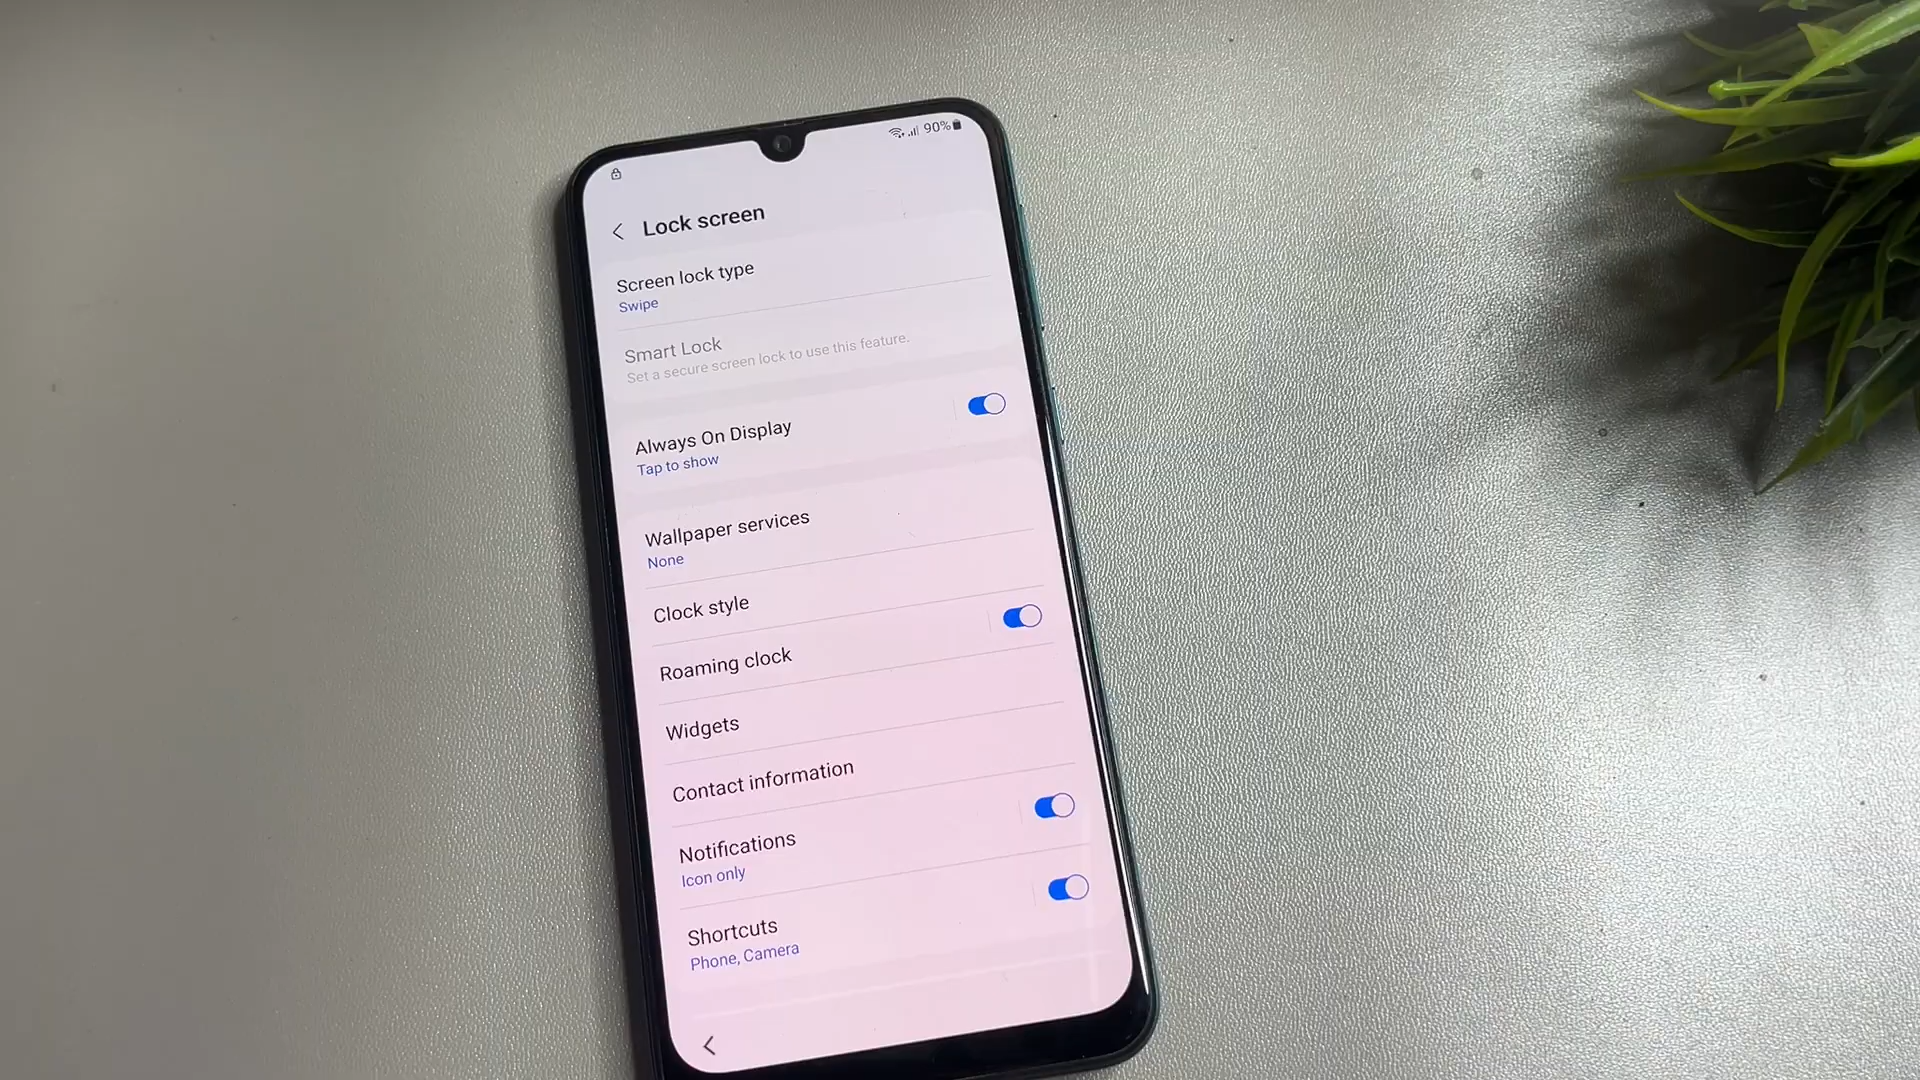 90%
Lock screen
Screen lock type
Swipe
Smart Lock
Set a secure screen lock to use this feature.
Always On Display
Tap to show
Wallpaper services
None
Clock style
Roaming clock
Widgets
Contact information
Notifications
Icon only
Shortcuts
Phone, Camera